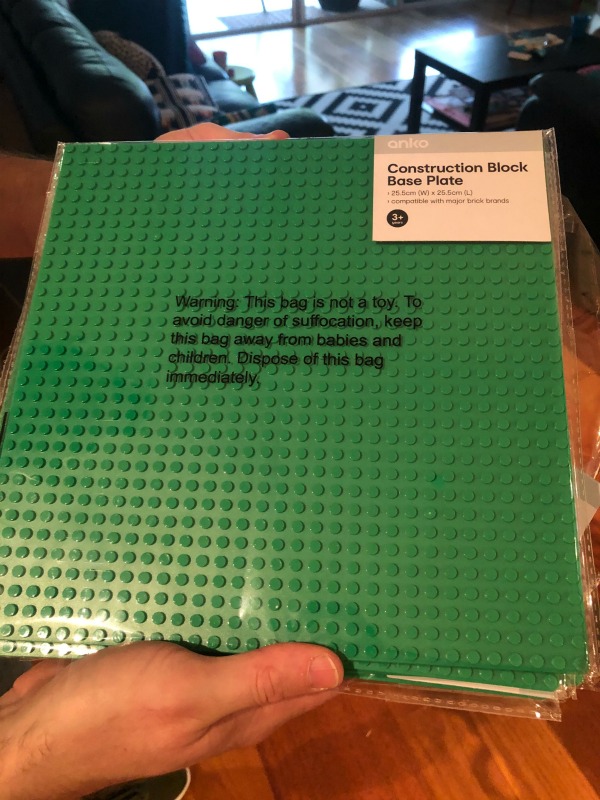 anko
Construction Block
Base Plate
• 25.5cm (W) x 25.5cm (L)
• compatible with major brick brands
3+
Warning: This bag is not a toy. To
avoid danger of suffocation, keep
this bag away from babies and
children. Dispose of this bag
immediately.